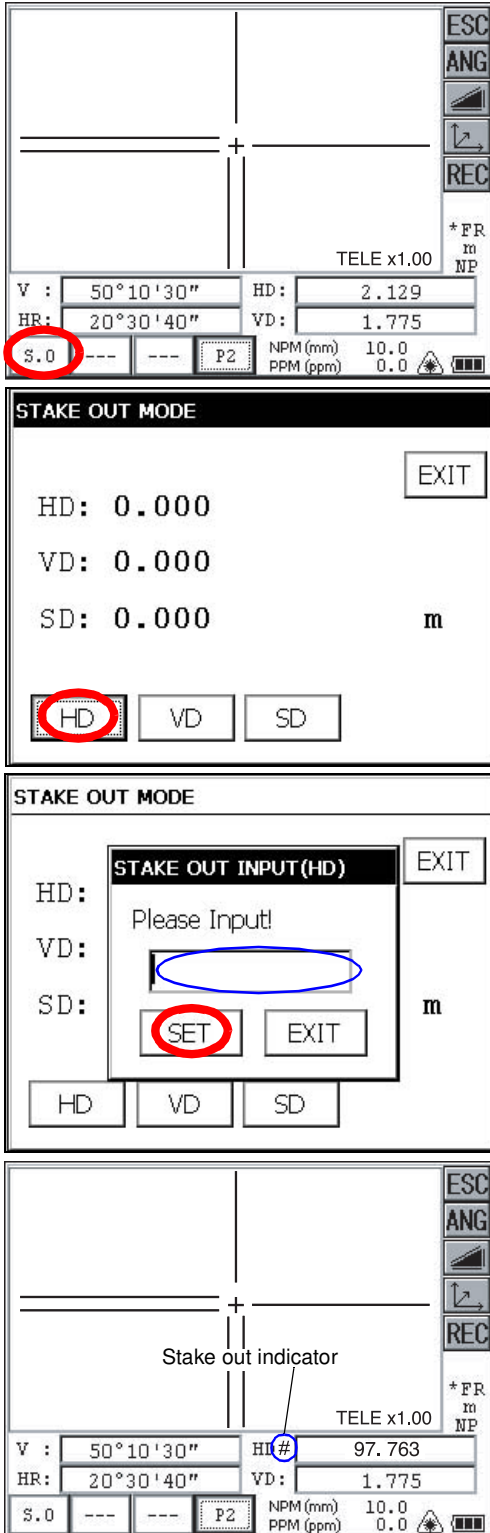 ESC
ANG
REC
*FR
m
TELE x1.00
NP
V : 50°10'30" HD: 2.129
HR: 20°30'40" VD: 1.775
S.O --- --- P2 NPM (mm) 10.0
PPM (ppm) 0.0
STAKE OUT MODE
EXIT
HD: 0.000
VD: 0.000
SD: 0.000 m
HD VD SD
STAKE OUT MODE
EXIT
STAKE OUT INPUT(HD)
HD:
Please Input!
VD:
SD: m
SET EXIT
HD VD SD
ESC
ANG
REC
Stake out indicator
*FR
m
TELE x1.00
NP
V : 50°10'30" HD# 97.763
HR: 20°30'40" VD: 1.775
S.O --- --- P2 NPM (mm) 10.0
PPM (ppm) 0.0